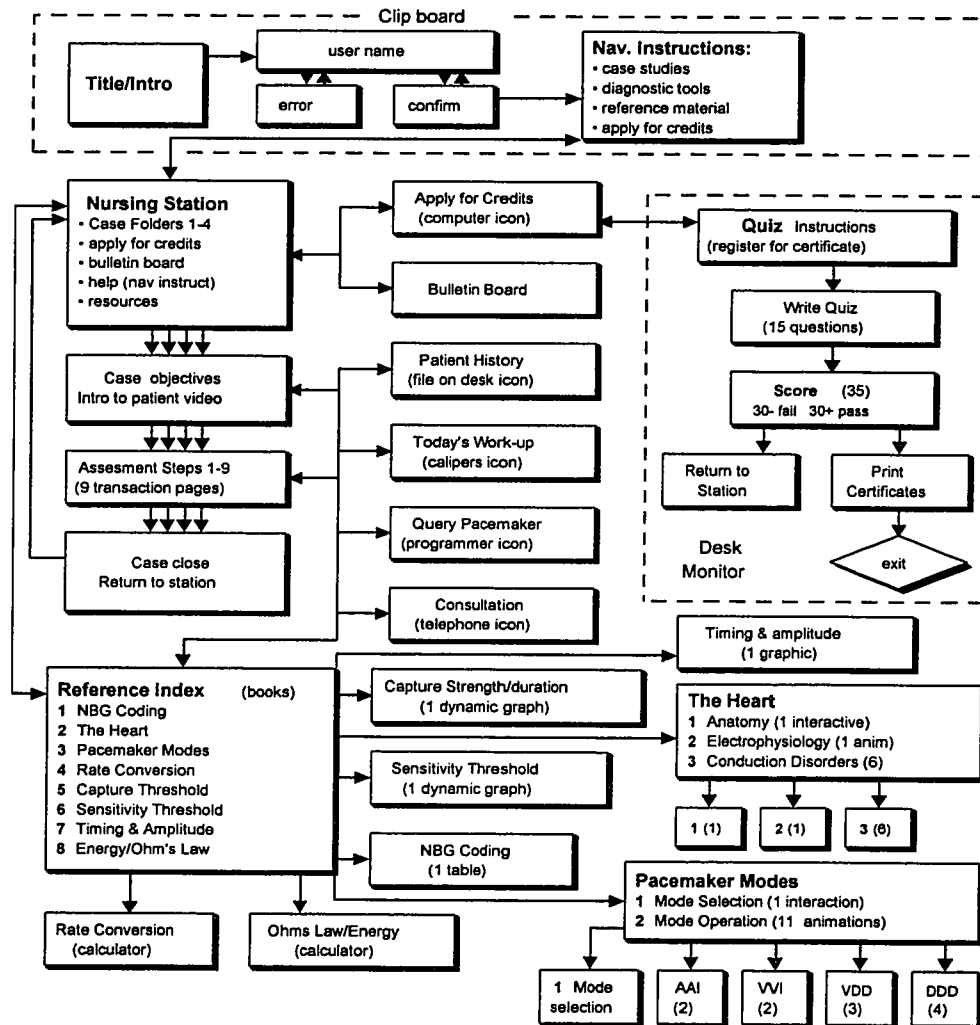 Clip board
Title/Intro
user name
error
confirm
Nav. Instructions:
• case studies
• diagnostic tools
• reference material
• apply for credits
Nursing Station
• Case Folders 1-4
• apply for credits
• bulletin board
• help (nav instruct)
• resources
Apply for Credits
(computer icon)
Bulletin Board
Quiz Instructions
(register for certificate)
Write Quiz
(15 questions)
Score (35)
30- fail 30+ pass
Return to
Station
Print
Certificates
exit
Desk
Monitor
Case objectives
Intro to patient video
Assesment Steps 1-9
(9 transaction pages)
Case close
Return to station
Patient History
(file on desk icon)
Today's Work-up
(calipers icon)
Query Pacemaker
(programmer icon)
Consultation
(telephone icon)
Reference Index (books)
1 NBG Coding
2 The Heart
3 Pacemaker Modes
4 Rate Conversion
5 Capture Threshold
6 Sensitivity Threshold
7 Timing & Amplitude
8 Energy/Ohm's Law
Timing & amplitude
(1 graphic)
Capture Strength/duration
(1 dynamic graph)
The Heart
1 Anatomy (1 interactive)
2 Electrophysiology (1 anim)
3 Conduction Disorders (6)
Sensitivity Threshold
(1 dynamic graph)
1 (1)
2 (1)
3 (6)
NBG Coding
(1 table)
Pacemaker Modes
1 Mode Selection (1 interaction)
2 Mode Operation (11 animations)
Rate Conversion
(calculator)
Ohms Law/Energy
(calculator)
1 Mode
selection
AAI
(2)
VVI
(2)
VDD
(3)
DDD
(4)